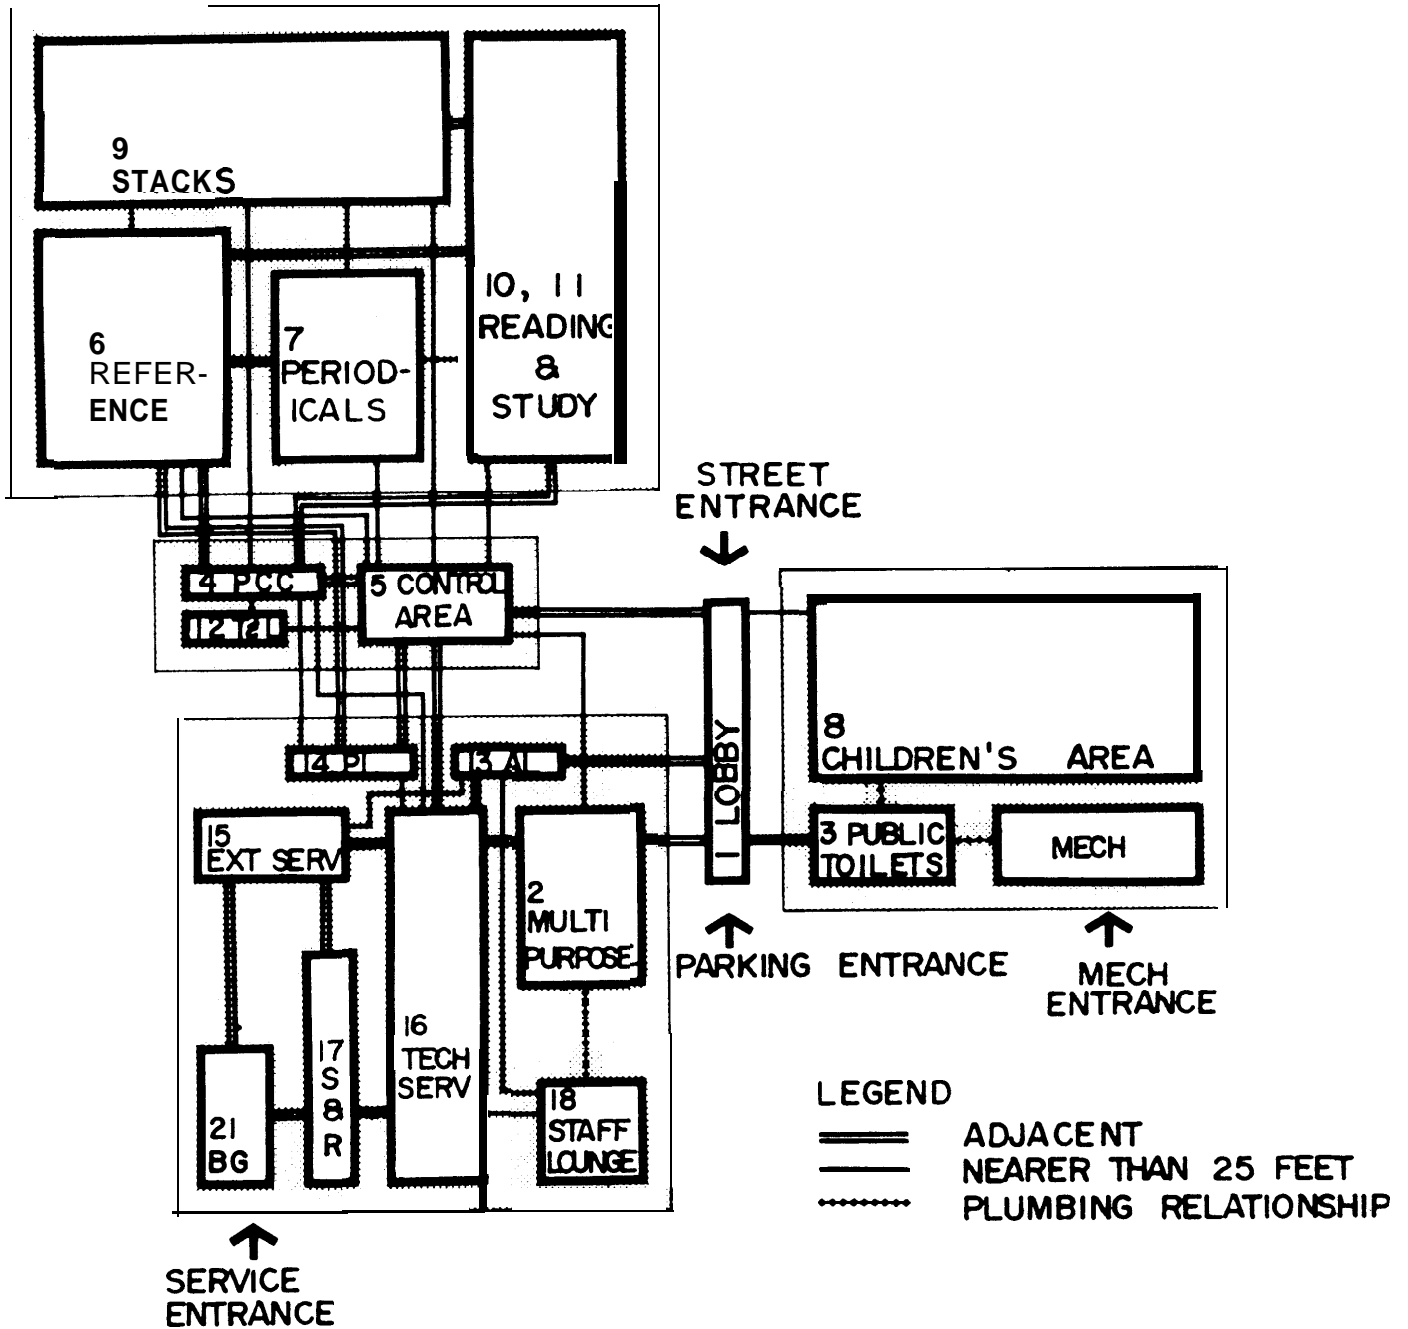 9
STACKS
6
REFER-
ENCE
7
PERIOD-
ICALS
10, 11
READING
&
STUDY
STREET
ENTRANCE
4 PCC
5 CONTROL
AREA
12 T2T
1 LOBBY
8
CHILDREN'S AREA
14 P
13 A
15
EXT SERV
3 PUBLIC
TOILETS
MECH
2
MULTI
PURPOSE
PARKING ENTRANCE
MECH
ENTRANCE
16
TECH
SERV
17
S
&
R
21
BG
18
STAFF
LOUNGE
LEGEND
ADJACENT
NEARER THAN 25 FEET
PLUMBING RELATIONSHIP
SERVICE
ENTRANCE